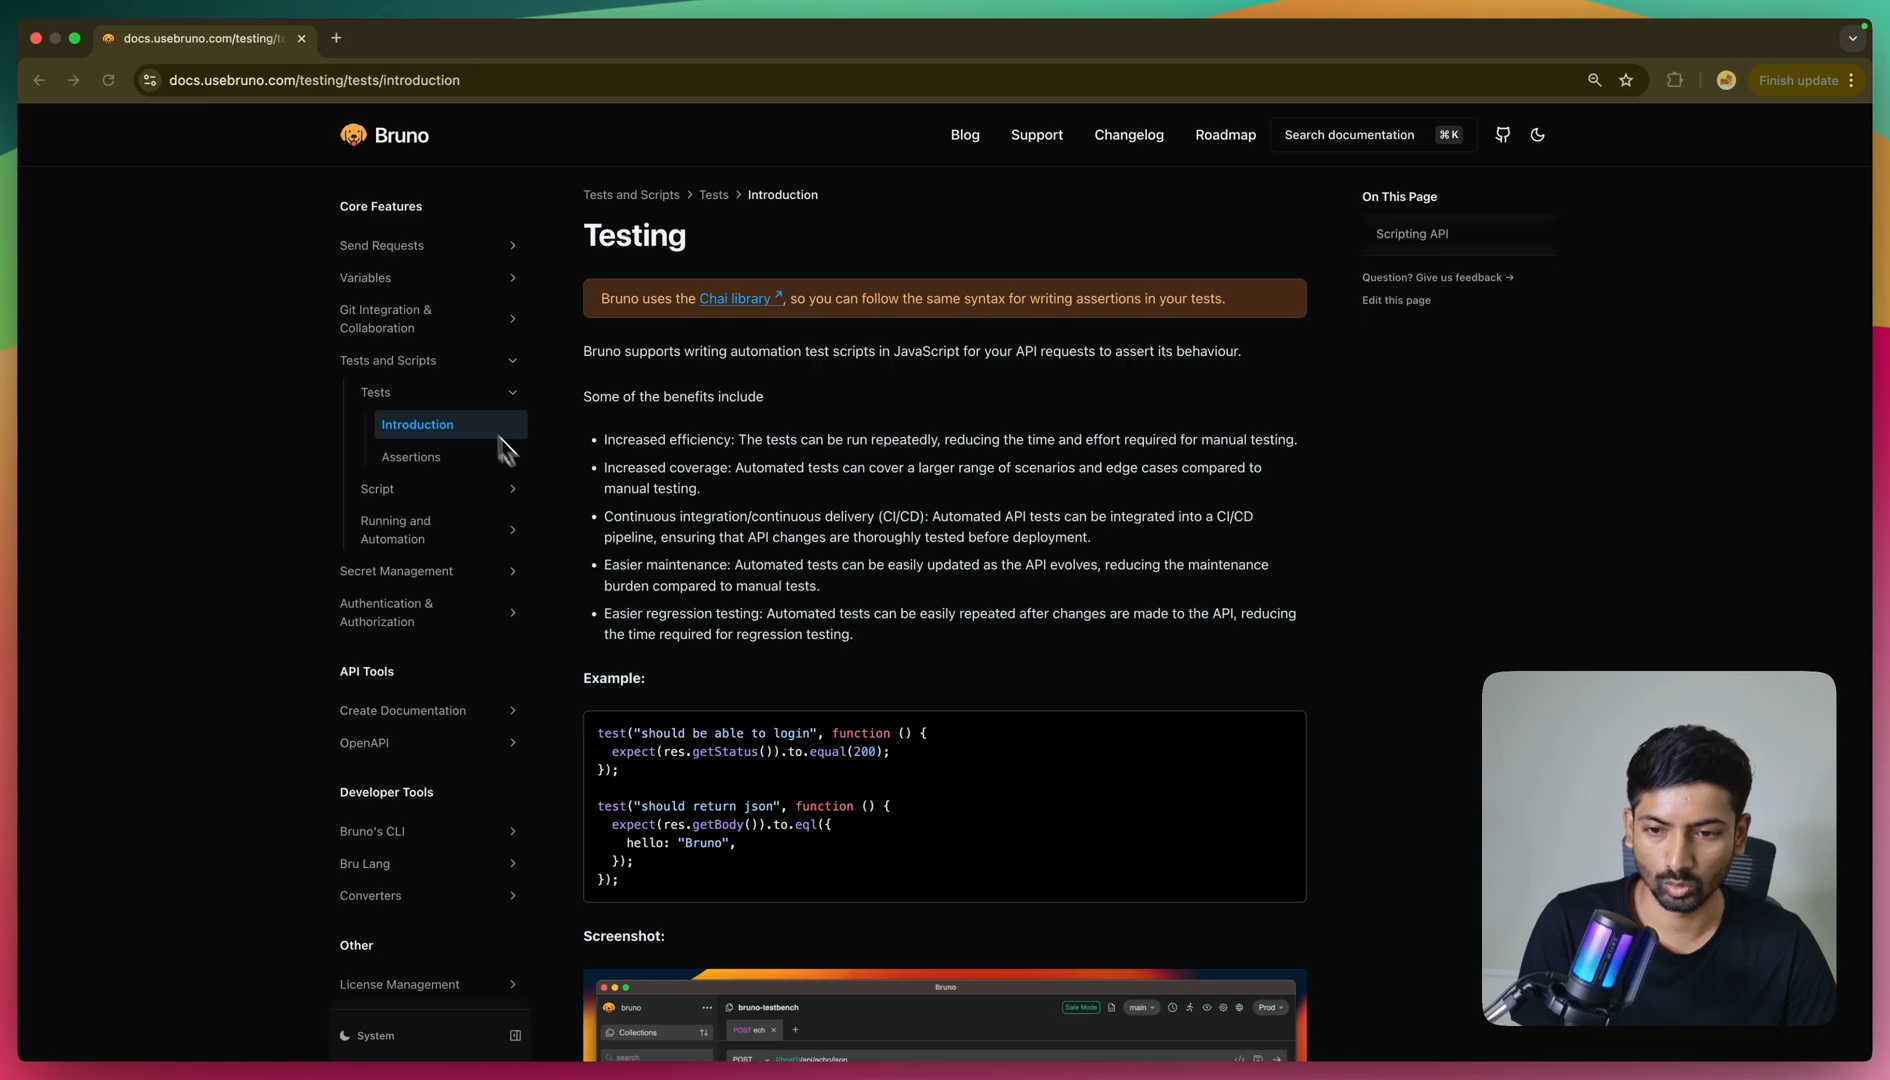 docs.usebruno.com/testing/te
docs.usebruno.com/testing/tests/introduction
Finish update
Bruno
Blog
Support
Changelog
Roadmap
Search documentation
⌘K
Core Features
Send Requests
Variables
Git Integration &
Collaboration
Tests and Scripts
Tests
Introduction
Assertions
Script
Running and
Automation
Secret Management
Authentication &
Authorization
API Tools
Create Documentation
OpenAPI
Developer Tools
Bruno's CLI
Bru Lang
Converters
Other
License Management
System
Tests and Scripts > Tests > Introduction
Testing
Bruno uses the Chai library ↗, so you can follow the same syntax for writing assertions in your tests.
Bruno supports writing automation test scripts in JavaScript for your API requests to assert its behaviour.
Some of the benefits include
• Increased efficiency: The tests can be run repeatedly, reducing the time and effort required for manual testing.
• Increased coverage: Automated tests can cover a larger range of scenarios and edge cases compared to
manual testing.
• Continuous integration/continuous delivery (CI/CD): Automated API tests can be integrated into a CI/CD
pipeline, ensuring that API changes are thoroughly tested before deployment.
• Easier maintenance: Automated tests can be easily updated as the API evolves, reducing the maintenance
burden compared to manual tests.
• Easier regression testing: Automated tests can be easily repeated after changes are made to the API, reducing
the time required for regression testing.
Example:
test("should be able to login", function () {
expect(res.getStatus()).to.equal(200);
});
test("should return json", function () {
expect(res.getBody()).to.eql({
hello: "Bruno",
});
});
Screenshot:
Bruno
bruno
bruno-testbench
Safe Mode
main
Prod
Collections
POST ech
search
POST
{{host}}/api/echo/json
On This Page
Scripting API
Question? Give us feedback →
Edit this page